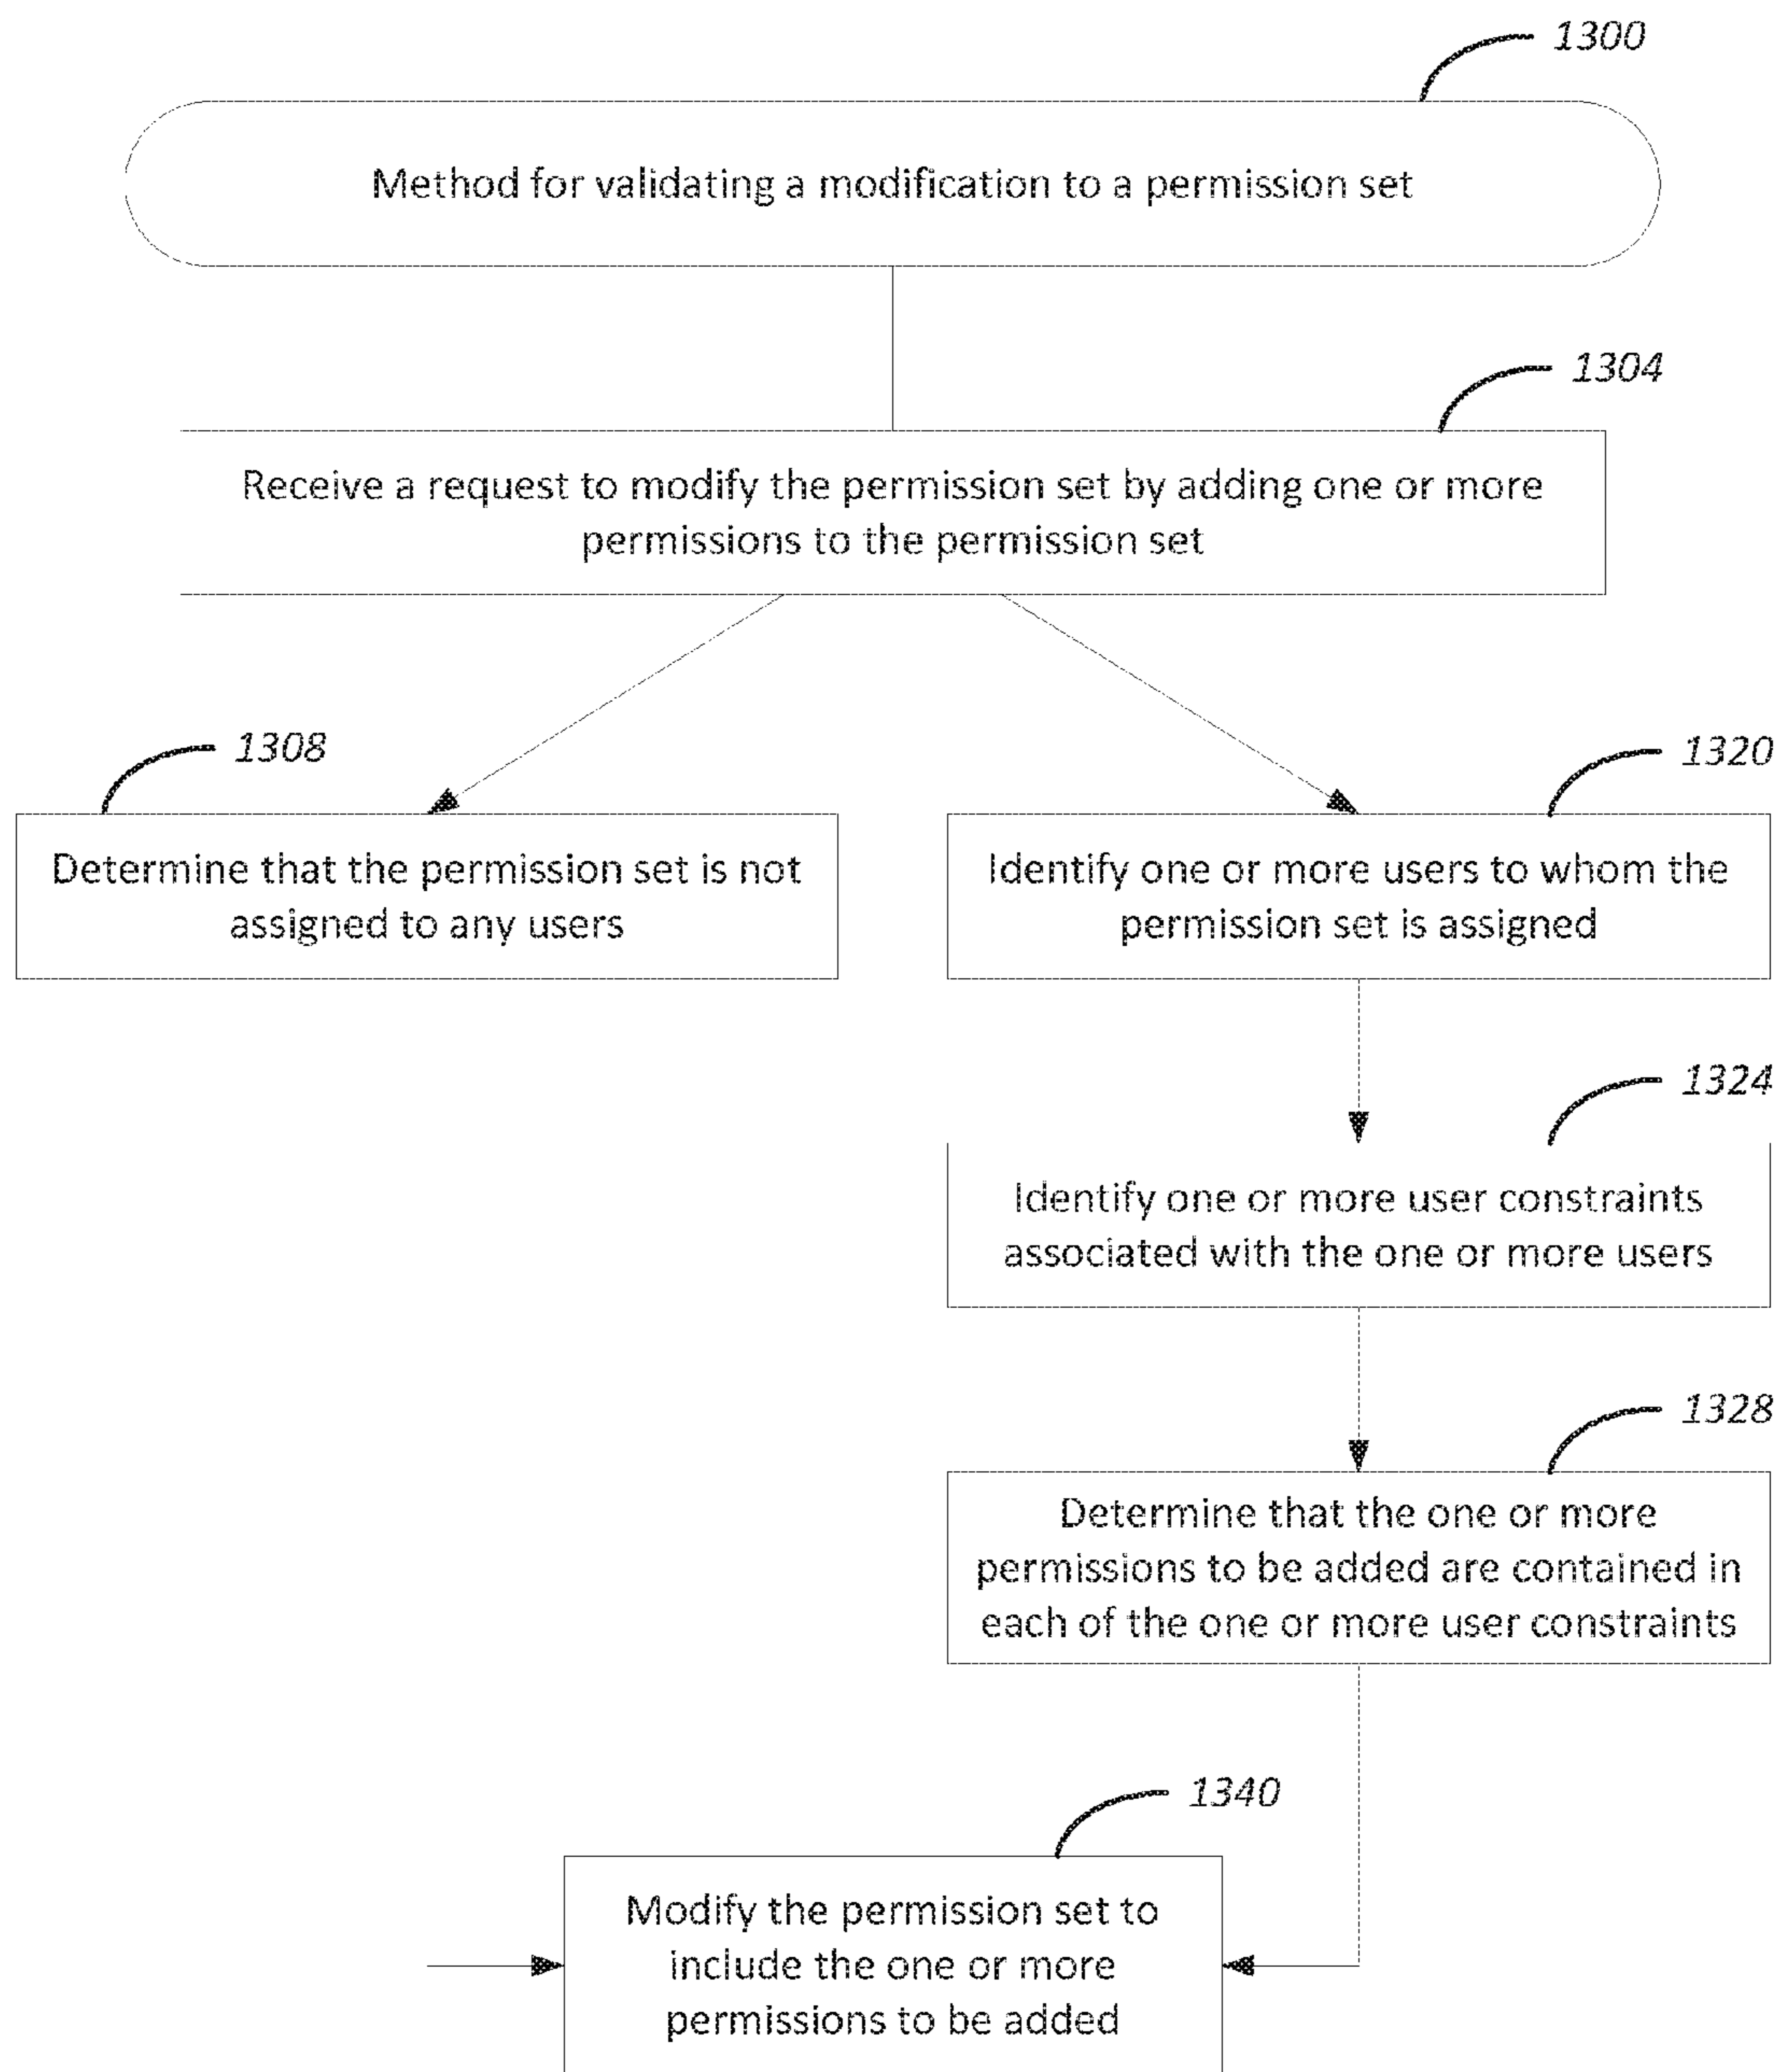 1300
Method for validating a modification to a permission set
1304
Receive a request to modify the permission set by adding one or more
permissions to the permission set
1308
Determine that the permission set is not
assigned to any users
1320
Identify one or more users to whom the
permission set is assigned
1324
Identify one or more user constraints
associated with the one or more users
1328
Determine that the one or more
permissions to be added are contained in
each of the one or more user constraints
1340
Modify the permission set to
include the one or more
permissions to be added